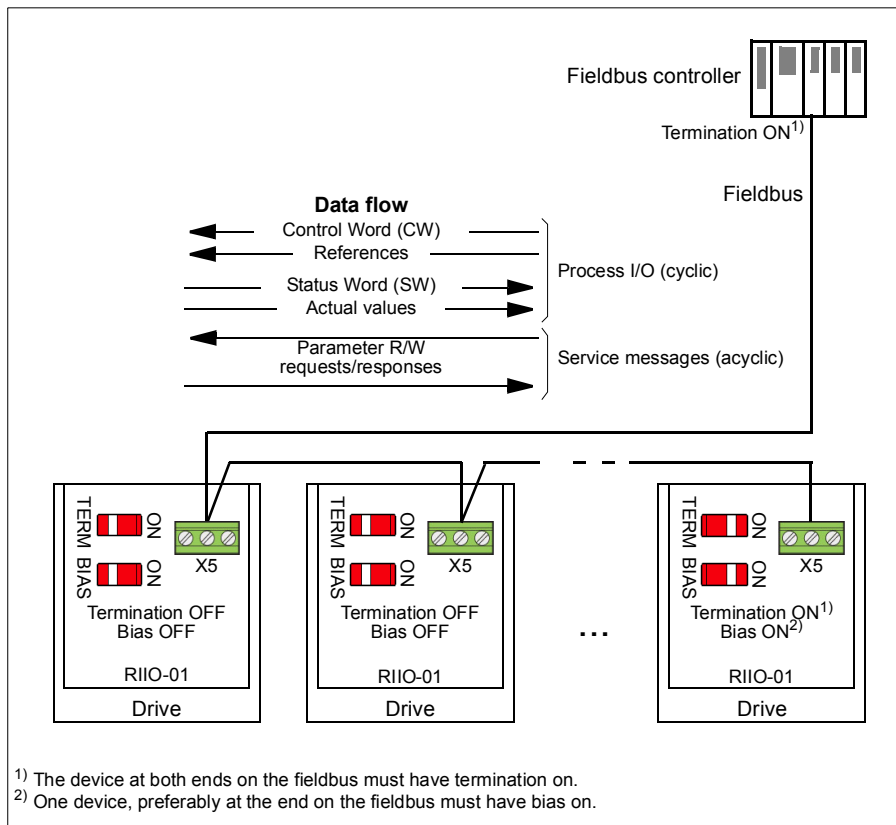 Fieldbus controller
Termination ON1)
Fieldbus
Data flow
Control Word (CW)
References
Status Word (SW)
Actual values
Process I/O (cyclic)
Parameter R/W
requests/responses
Service messages (acyclic)
TERM
ON
BIAS
ON
X5
Termination OFF
Bias OFF
RIIO-01
Drive
TERM
ON
BIAS
ON
X5
Termination OFF
Bias OFF
RIIO-01
Drive
...
TERM
ON
BIAS
ON
X5
Termination ON1)
Bias ON2)
RIIO-01
Drive
1) The device at both ends on the fieldbus must have termination on.
2) One device, preferably at the end on the fieldbus must have bias on.